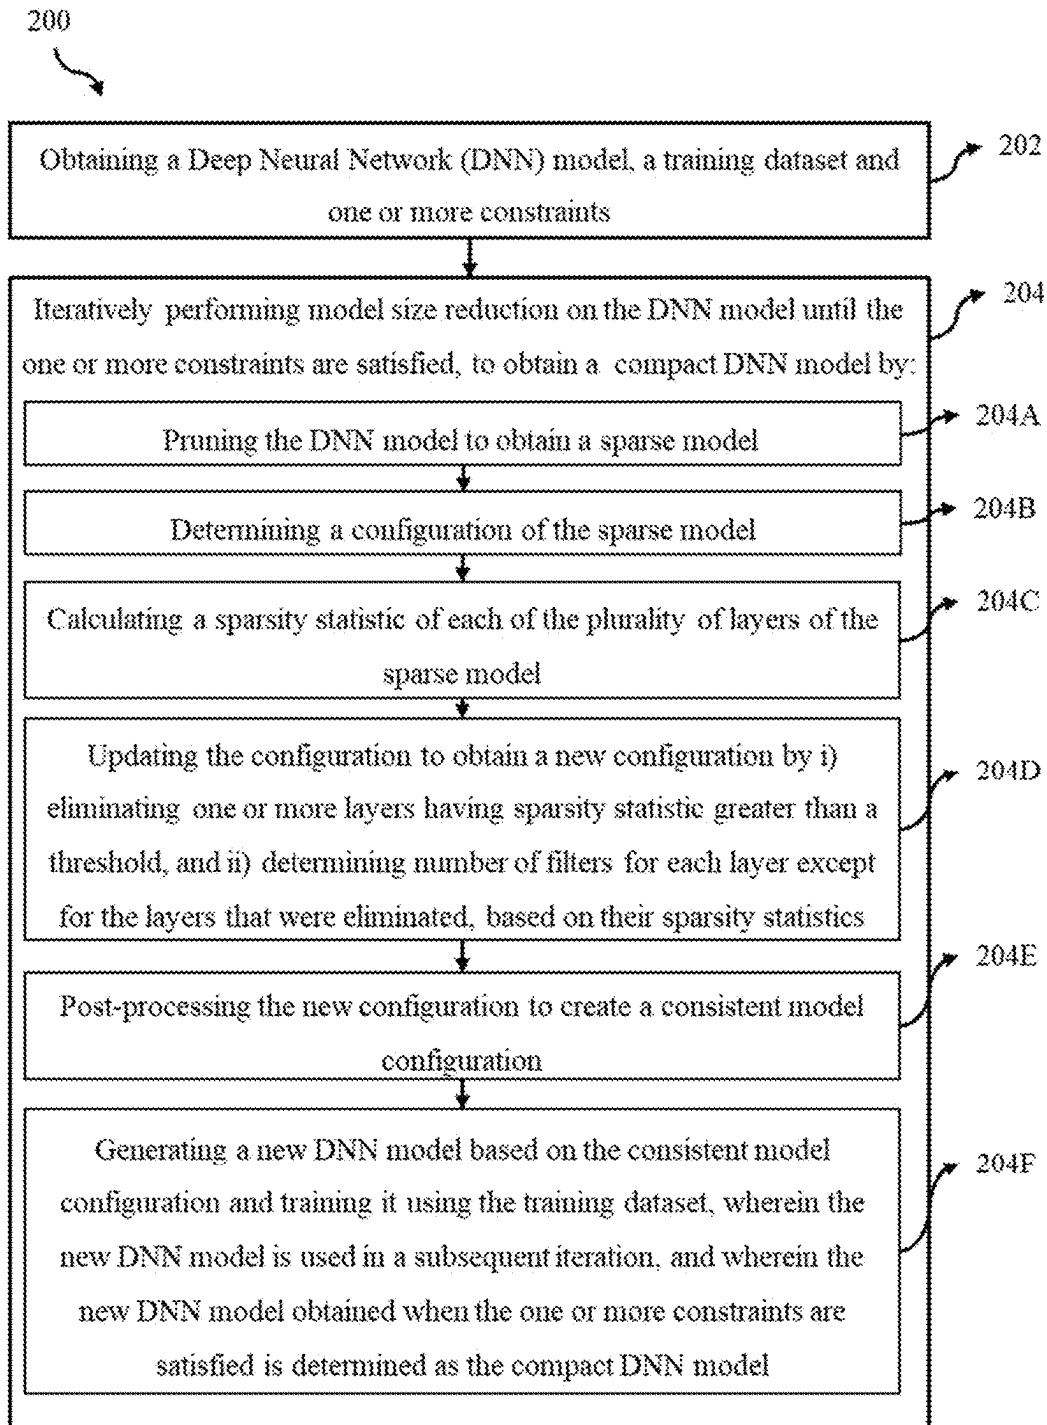 200
Obtaining a Deep Neural Network (DNN) model, a training dataset and
one or more constraints
202
Iteratively performing model size reduction on the DNN model until the
one or more constraints are satisfied, to obtain a compact DNN model by:
204
Pruning the DNN model to obtain a sparse model
204A
Determining a configuration of the sparse model
204B
Calculating a sparsity statistic of each of the plurality of layers of the
sparse model
204C
Updating the configuration to obtain a new configuration by i)
eliminating one or more layers having sparsity statistic greater than a
threshold, and ii) determining number of filters for each layer except
for the layers that were eliminated, based on their sparsity statistics
204D
Post-processing the new configuration to create a consistent model
configuration
204E
Generating a new DNN model based on the consistent model
configuration and training it using the training dataset, wherein the
new DNN model is used in a subsequent iteration, and wherein the
new DNN model obtained when the one or more constraints are
satisfied is determined as the compact DNN model
204F